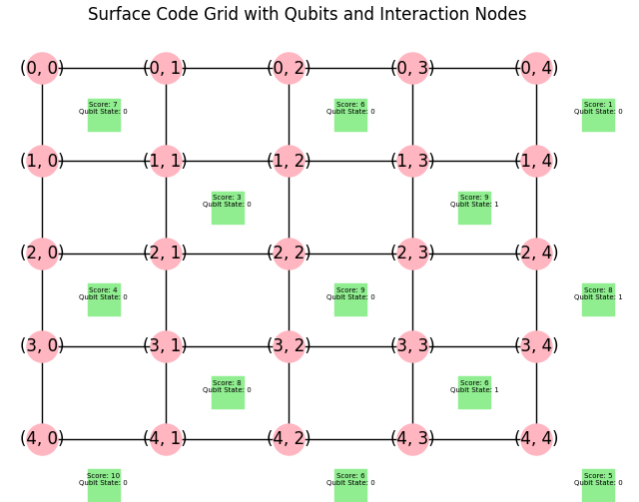 Surface Code Grid with Qubits and Interaction Nodes
(0, 0) (0, 1) (0, 2) (0, 3) (0, 4)
Score: 7
Qubit State: 0
Score: 6
Qubit State: 0
Score: 1
Qubit State: 0
(1, 0) (1, 1) (1, 2) (1, 3) (1, 4)
Score: 3
Qubit State: 0
Score: 9
Qubit State: 1
(2, 0) (2, 1) (2, 2) (2, 3) (2, 4)
Score: 4
Qubit State: 0
Score: 9
Qubit State: 0
Score: 8
Qubit State: 1
(3, 0) (3, 1) (3, 2) (3, 3) (3, 4)
Score: 8
Qubit State: 0
Score: 6
Qubit State: 1
(4, 0) (4, 1) (4, 2) (4, 3) (4, 4)
Score: 10
Qubit State: 0
Score: 6
Qubit State: 0
Score: 5
Qubit State: 0